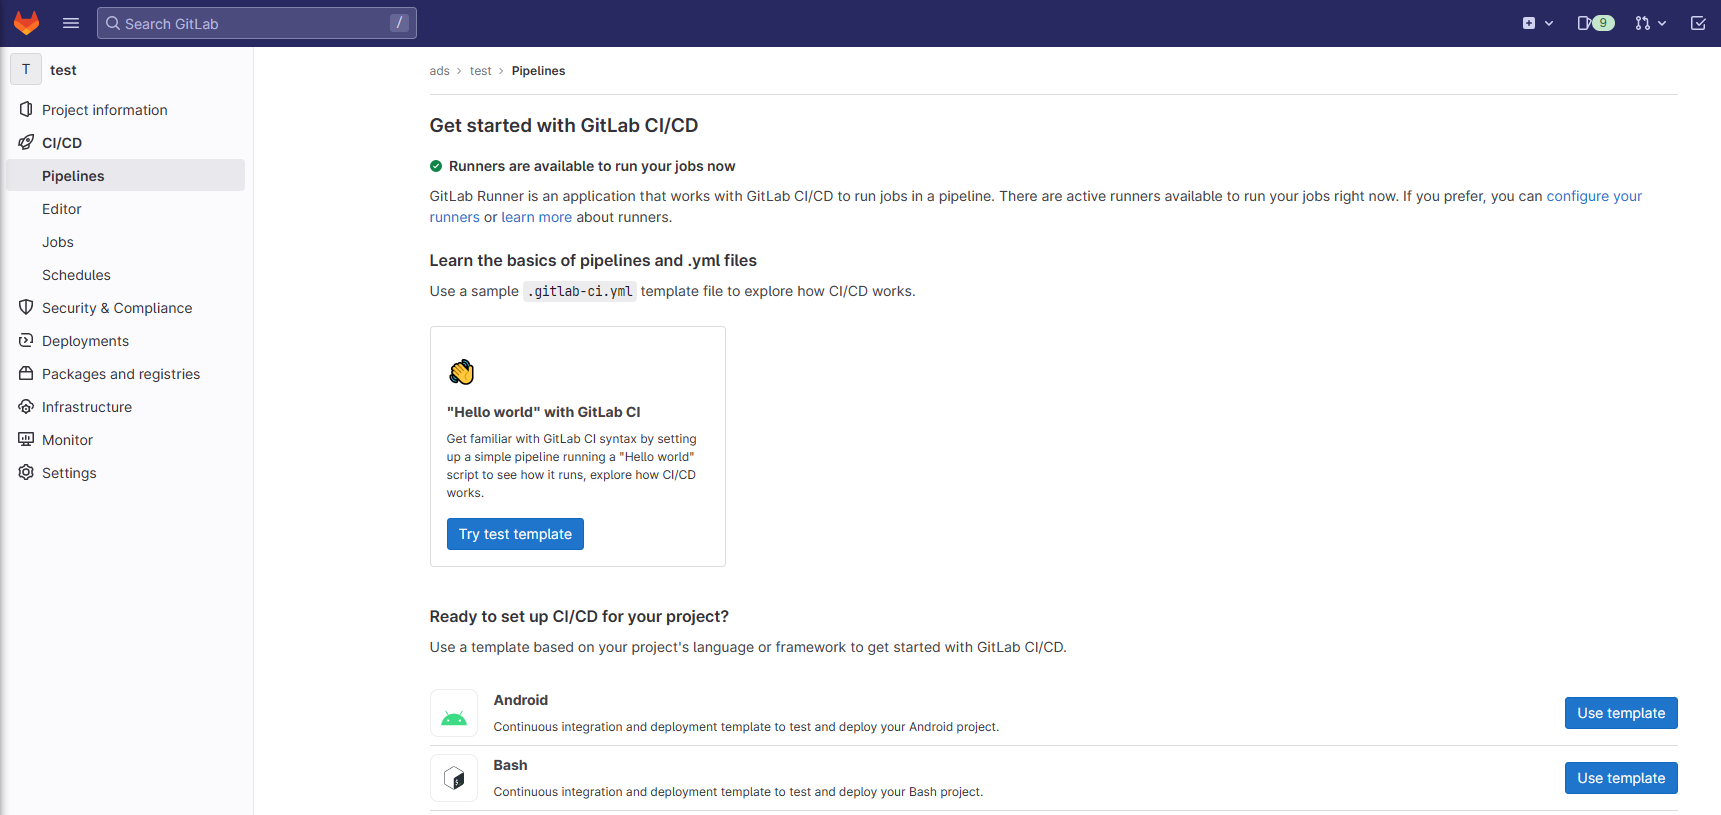 Search GitLab
/
9
T
test
Project information
CI/CD
Pipelines
Editor
Jobs
Schedules
Security & Compliance
Deployments
Packages and registries
Infrastructure
Monitor
Settings
ads › test › Pipelines
Get started with GitLab CI/CD
Runners are available to run your jobs now
GitLab Runner is an application that works with GitLab CI/CD to run jobs in a pipeline. There are active runners available to run your jobs right now. If you prefer, you can configure your
runners or learn more about runners.
Learn the basics of pipelines and .yml files
Use a sample .gitlab-ci.yml template file to explore how CI/CD works.
"Hello world" with GitLab CI
Get familiar with GitLab CI syntax by setting
up a simple pipeline running a "Hello world"
script to see how it runs, explore how CI/CD
works.
Try test template
Ready to set up CI/CD for your project?
Use a template based on your project's language or framework to get started with GitLab CI/CD.
Android
Continuous integration and deployment template to test and deploy your Android project.
Use template
Bash
Continuous integration and deployment template to test and deploy your Bash project.
Use template